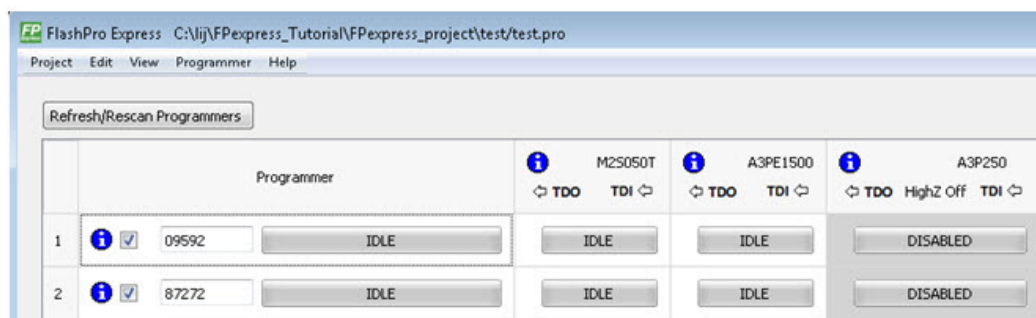 FP FlashPro Express C:\lij\FPexpress_Tutorial\FPexpress_project\test/test.pro
Project Edit View Programmer Help
Refresh/Rescan Programmers
Programmer
M2S050T
TDO TDI
A3PE1500
TDO TDI
A3P250
TDO HighZ Off TDI
1 09592 IDLE IDLE IDLE DISABLED
2 87272 IDLE IDLE IDLE DISABLED